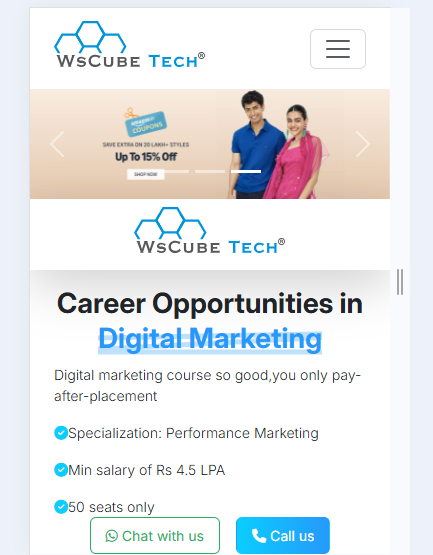 WsCube Tech®
amazon
COUPONS
SAVE EXTRA ON 20 LAKH+ STYLES
Up To 15% Off
SHOP NOW
WsCube Tech®
Career Opportunities in
Digital Marketing
Digital marketing course so good,you only pay-
after-placement
Specialization: Performance Marketing
Min salary of Rs 4.5 LPA
50 seats only
Chat with us
Call us